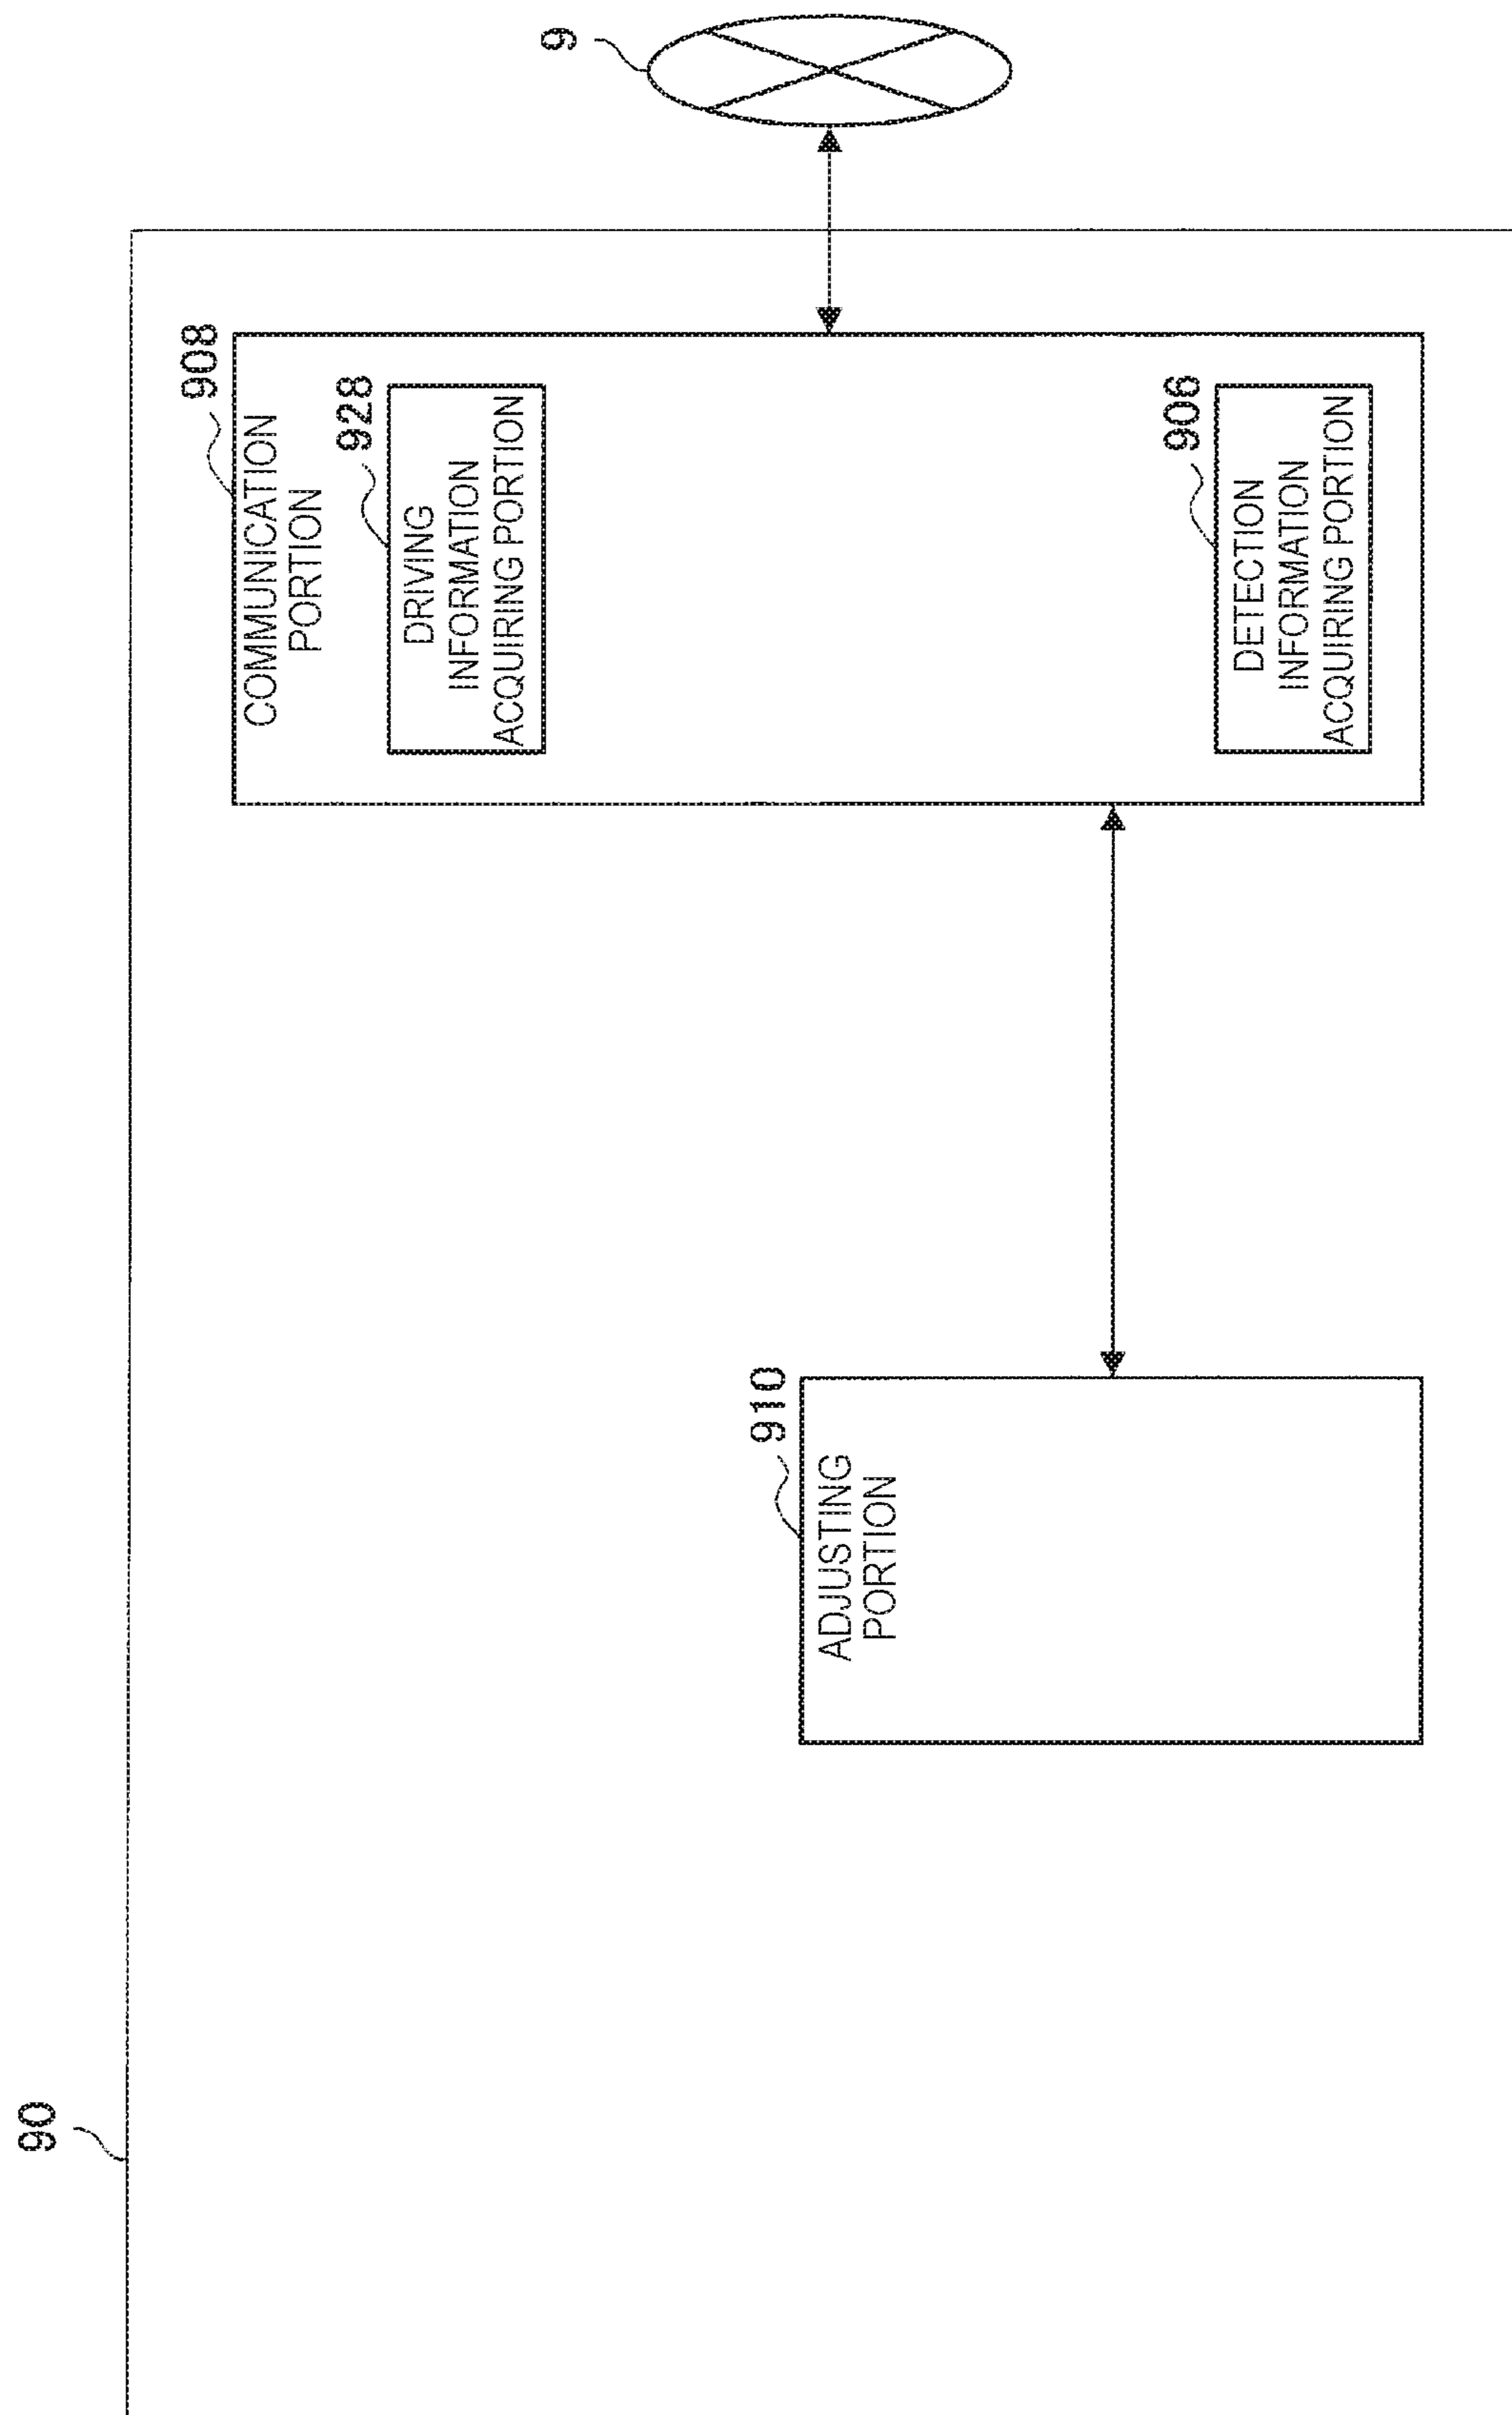 90
910
ADJUSTING
PORTION
908
COMMUNICATION
PORTION
928
DRIVING
INFORMATION
ACQUIRING PORTION
906
DETECTION
INFORMATION
ACQUIRING PORTION
9